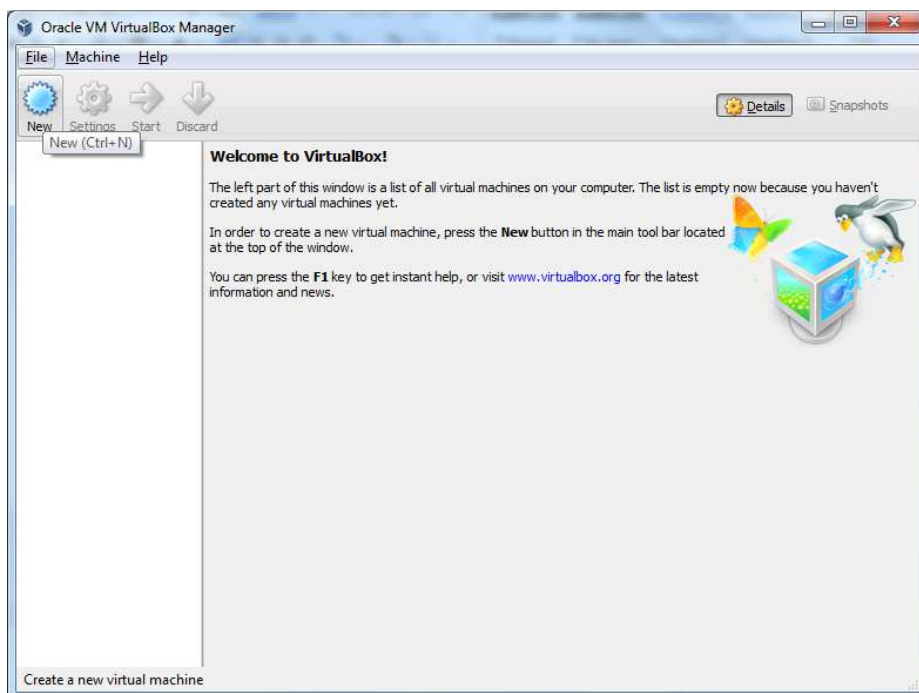 Oracle VM VirtualBox Manager
File Machine Help
New Settings Start Discard
Details Snapshots
New (Ctrl+N)
Welcome to VirtualBox!
The left part of this window is a list of all virtual machines on your computer. The list is empty now because you haven't
created any virtual machines yet.
In order to create a new virtual machine, press the New button in the main tool bar located
at the top of the window.
You can press the F1 key to get instant help, or visit www.virtualbox.org for the latest
information and news.
Create a new virtual machine